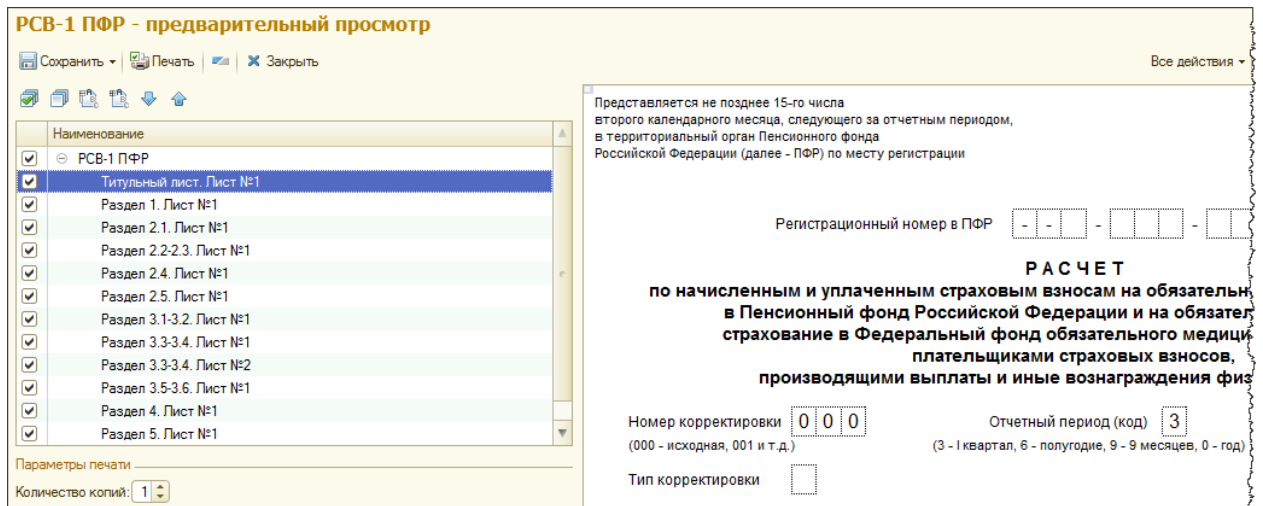 РСВ-1 ПФР - предварительный просмотр
Сохранить Печать Закрыть Все действия
Наименование
РСВ-1 ПФР
Титульный лист. Лист №1
Раздел 1. Лист №1
Раздел 2.1. Лист №1
Раздел 2.2-2.3. Лист №1
Раздел 2.4. Лист №1
Раздел 2.5. Лист №1
Раздел 3.1-3.2. Лист №1
Раздел 3.3-3.4. Лист №1
Раздел 3.3-3.4. Лист №2
Раздел 3.5-3.6. Лист №1
Раздел 4. Лист №1
Раздел 5. Лист №1
Параметры печати
Количество копий: 1
Представляется не позднее 15-го числа
второго календарного месяца, следующего за отчетным периодом,
в территориальный орган Пенсионного фонда
Российской Федерации (далее - ПФР) по месту регистрации
Регистрационный номер в ПФР - - - -
Р А С Ч Е Т
по начисленным и уплаченным страховым взносам на обязательн
в Пенсионный фонд Российской Федерации и на обязател
страхование в Федеральный фонд обязательного медици
плательщиками страховых взносов,
производящими выплаты и иные вознаграждения физ
Номер корректировки 0 0 0 Отчетный период (код) 3
(000 - исходная, 001 и т.д.) (3 - I квартал, 6 - полугодие, 9 - 9 месяцев, 0 - год)
Тип корректировки